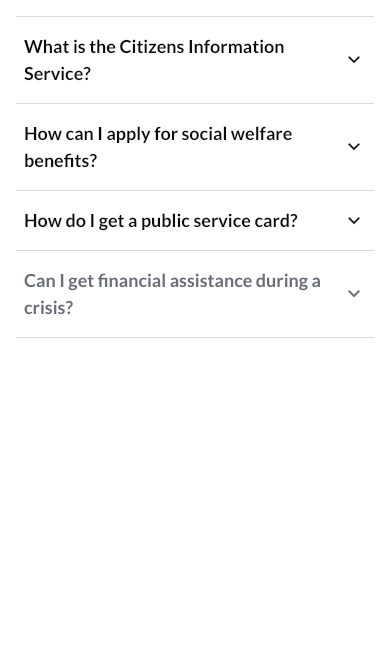 What is the Citizens Information
Service?
How can I apply for social welfare
benefits?
How do I get a public service card?
Can I get financial assistance during a
crisis?